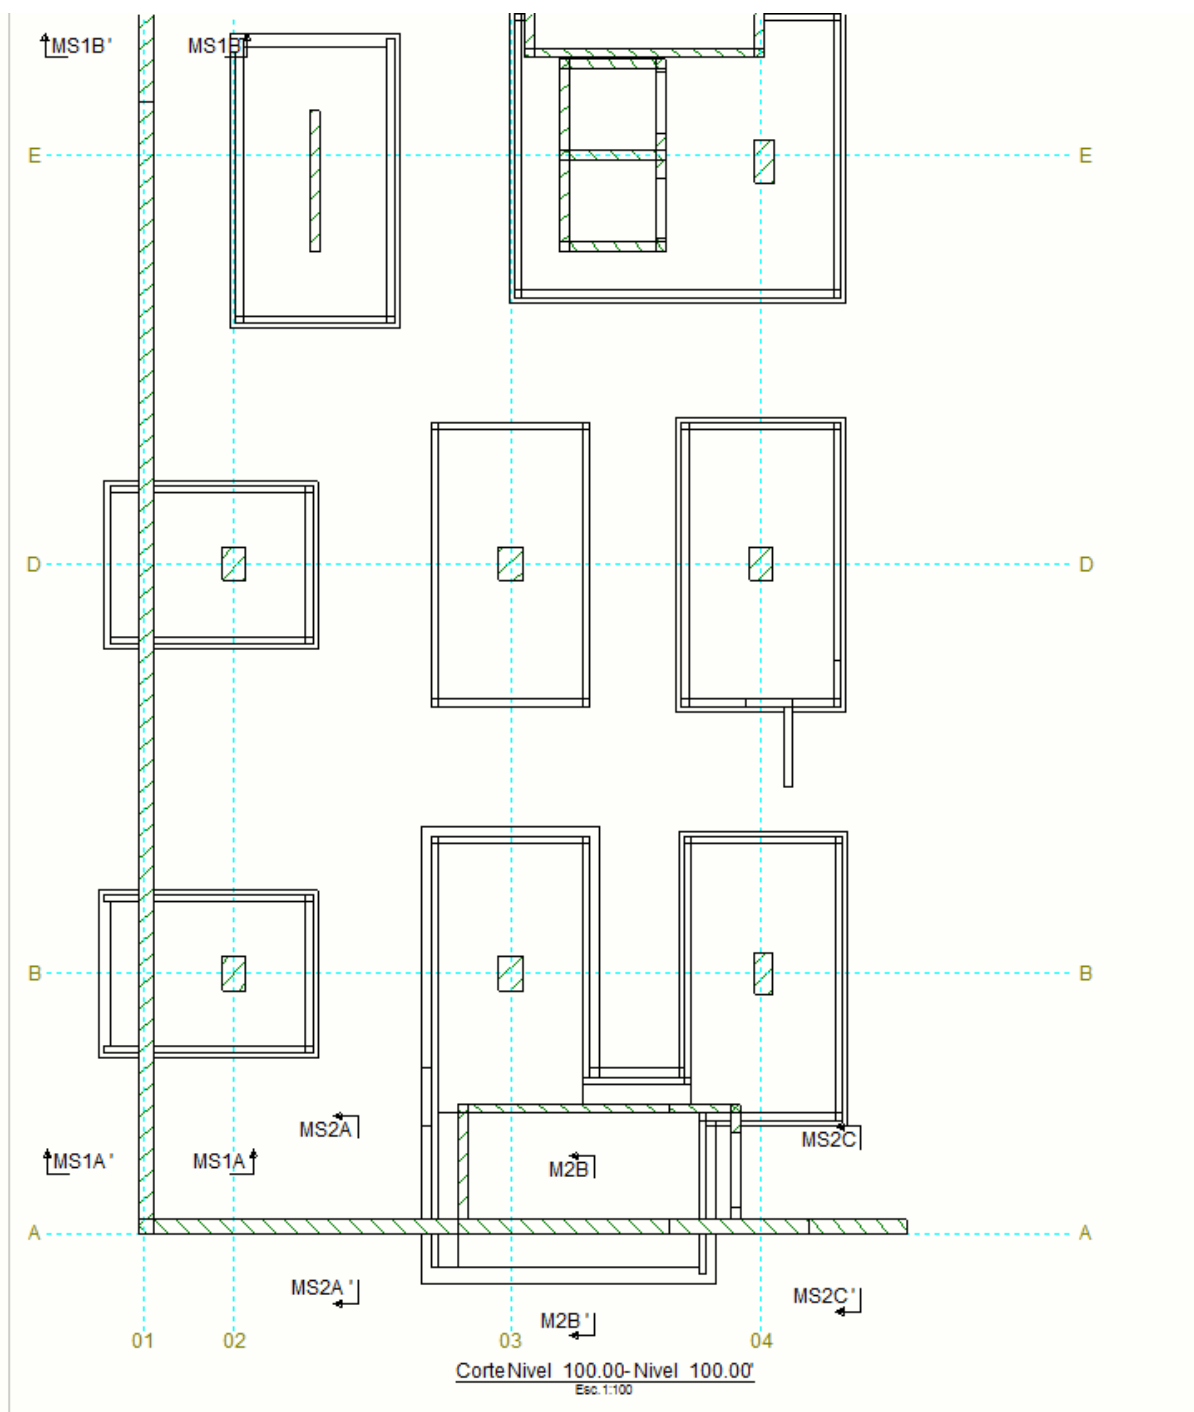 MS1B' MS1B
E E
D D
B B
MS2A MS2C
MS1A' MS1A M2B
A A
MS2A' MS2C'
M2B'
01 02 03 04
Corte Nivel 100.00- Nivel 100.00'
Esc. 1:100